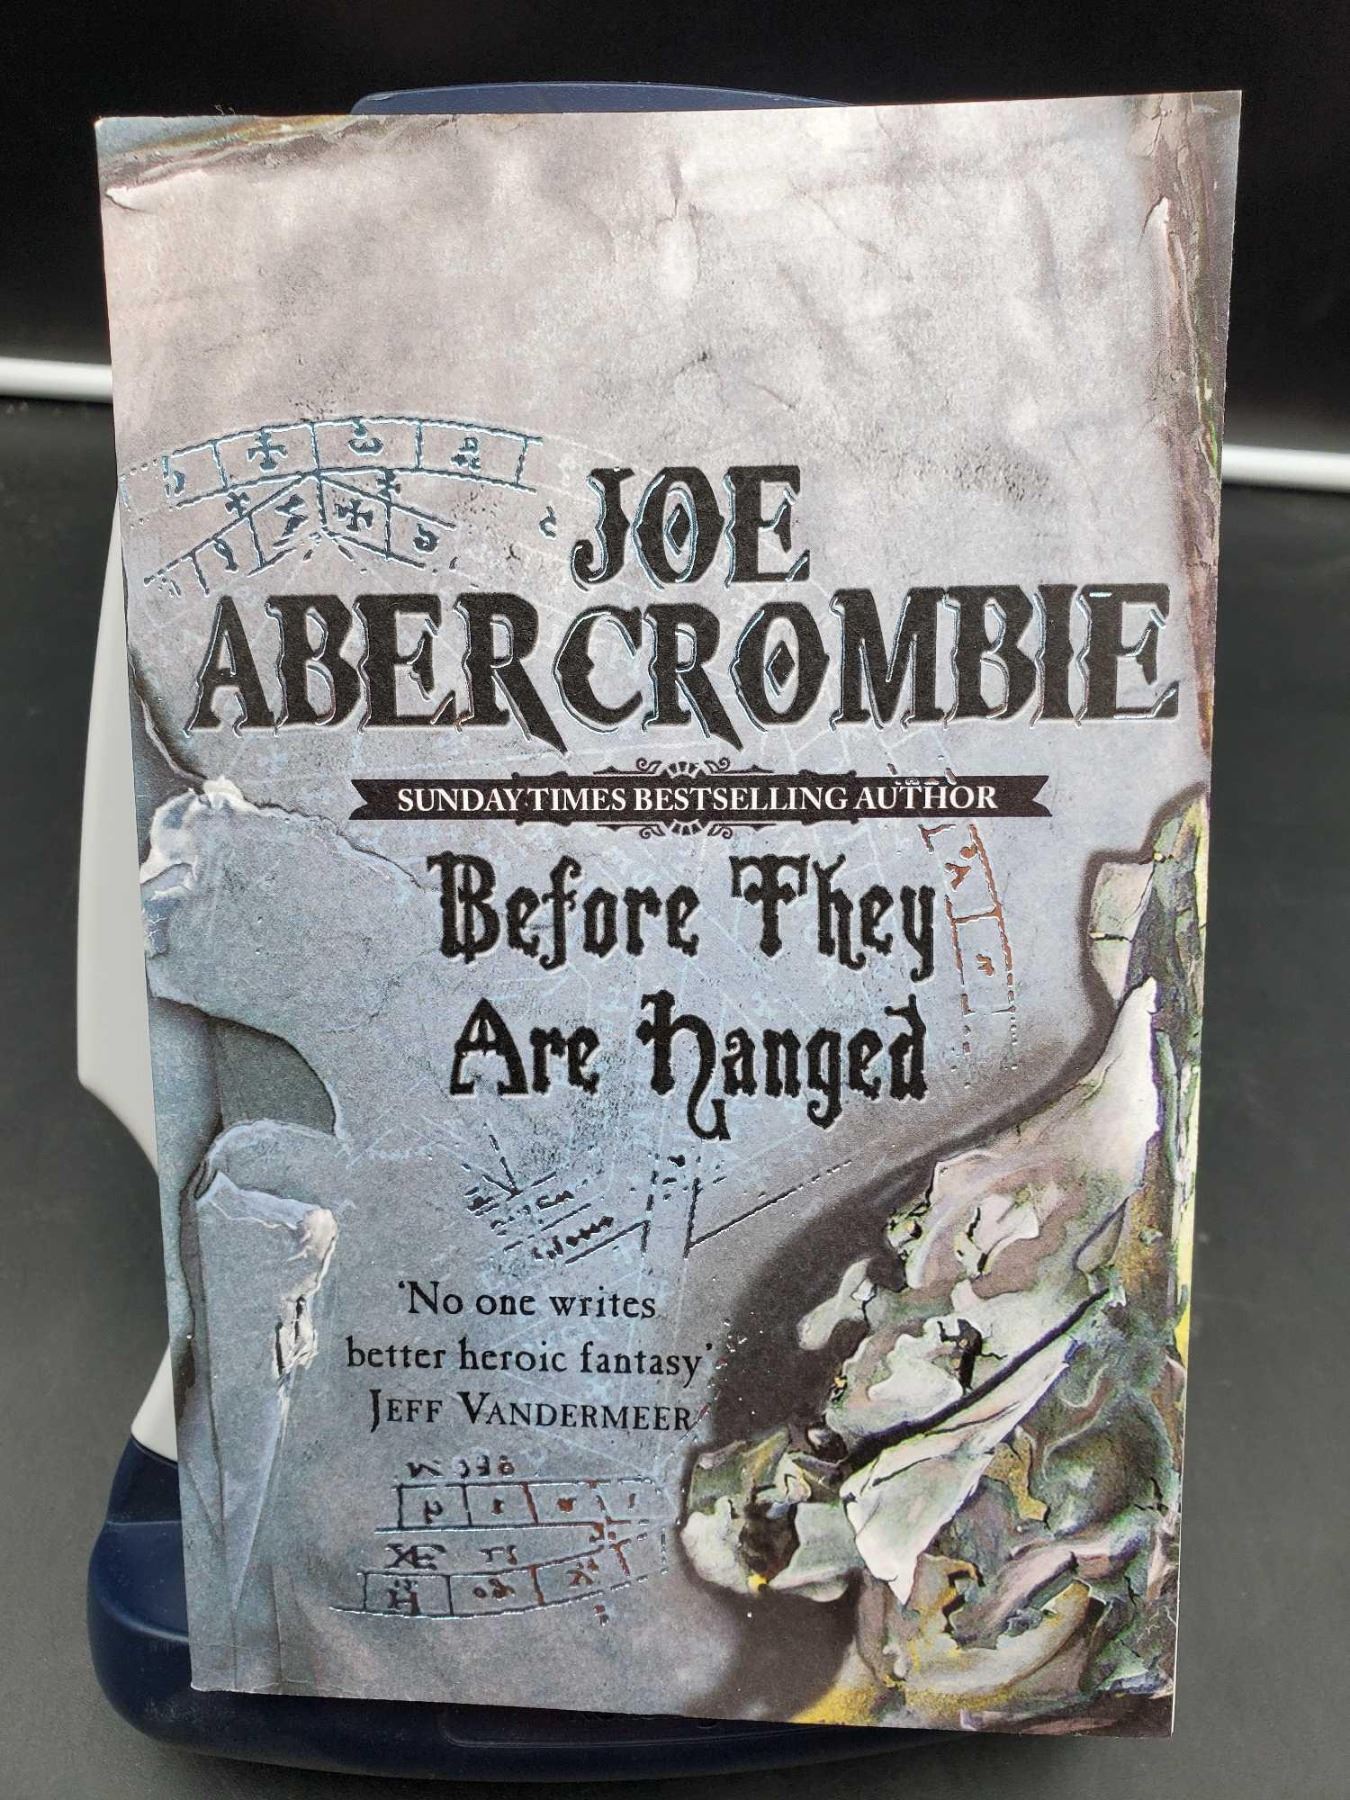 JOE
ABERCROMBIE
SUNDAY TIMES BESTSELLING AUTHOR
Before They
Are Hanged
‘No one writes
better heroic fantasy’
JEFF VANDERMEER